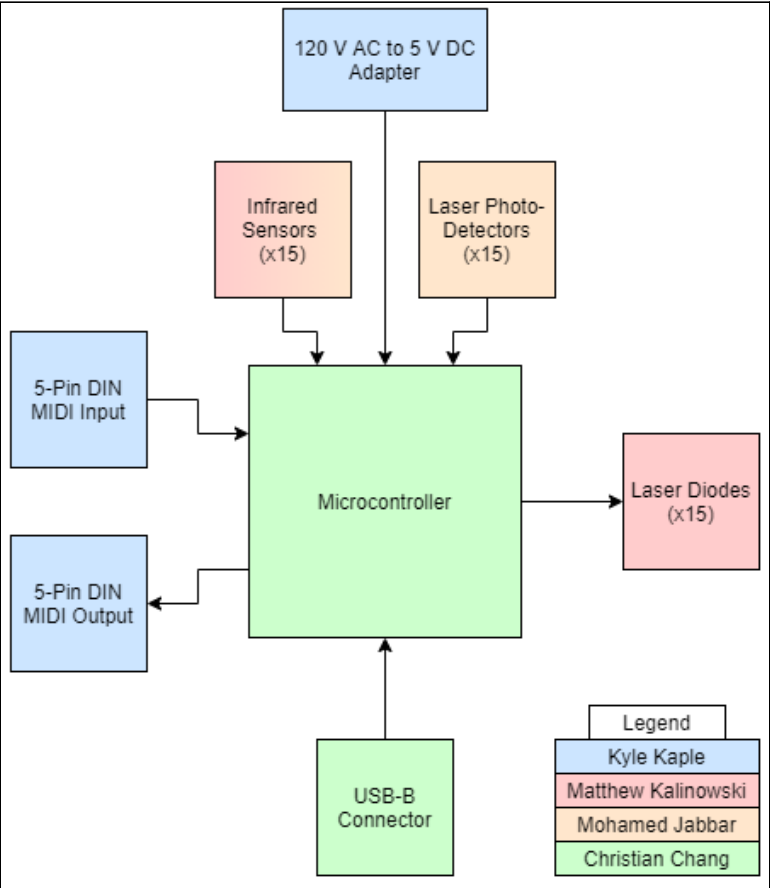 120 V AC to 5 V DC
Adapter
Infrared
Sensors
(x15)
Laser Photo-
Detectors
(x15)
5-Pin DIN
MIDI Input
Microcontroller
Laser Diodes
(x15)
5-Pin DIN
MIDI Output
USB-B
Connector
Legend
Kyle Kaple
Matthew Kalinowski
Mohamed Jabbar
Christian Chang